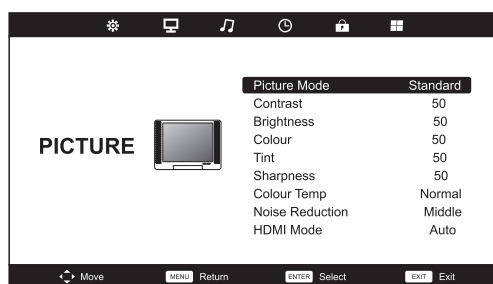 Picture Mode Standard
Contrast 50
Brightness 50
Colour 50
PICTURE
Tint 50
Sharpness 50
Colour Temp Normal
Noise Reduction Middle
HDMI Mode Auto
Move MENU Return ENTER Select EXIT Exit